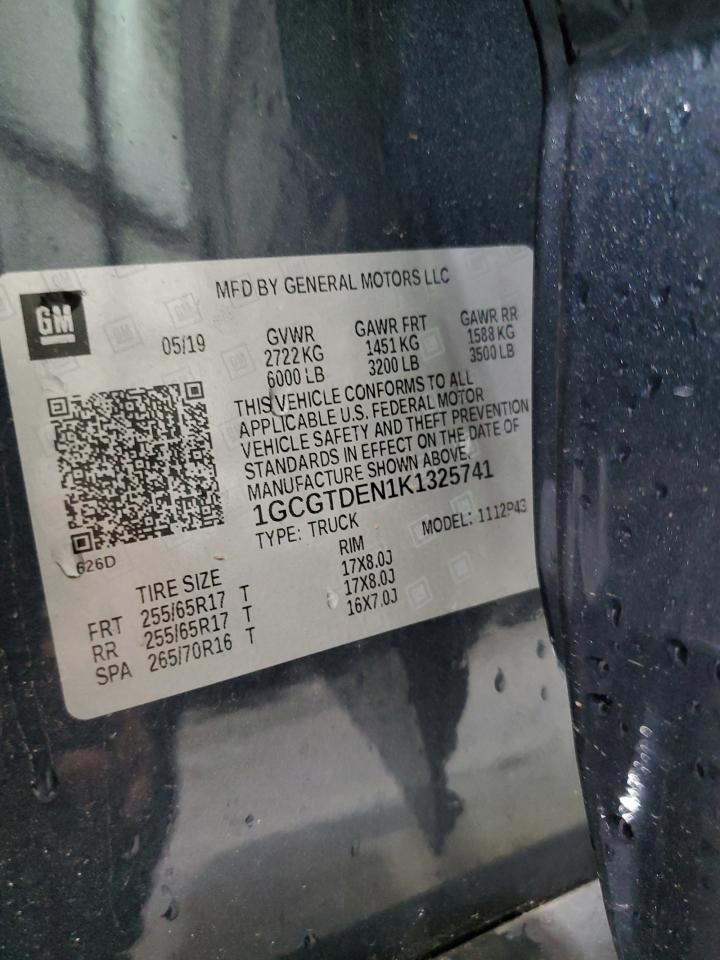 MFD BY GENERAL MOTORS LLC
GM
05/19
GVWR GAWR FRT GAWR RR
2722 KG 1451 KG 1588 KG
6000 LB 3200 LB 3500 LB
THIS VEHICLE CONFORMS TO ALL
APPLICABLE U.S. FEDERAL MOTOR
VEHICLE SAFETY AND THEFT PREVENTION
STANDARDS IN EFFECT ON THE DATE OF
MANUFACTURE SHOWN ABOVE.
1GCGTDEN1K1325741
TYPE: TRUCK MODEL: 1112P43
626D
TIRE SIZE RIM
FRT 255/65R17 T 17X8.0J
RR 255/65R17 T 17X8.0J
SPA 265/70R16 T 16X7.0J